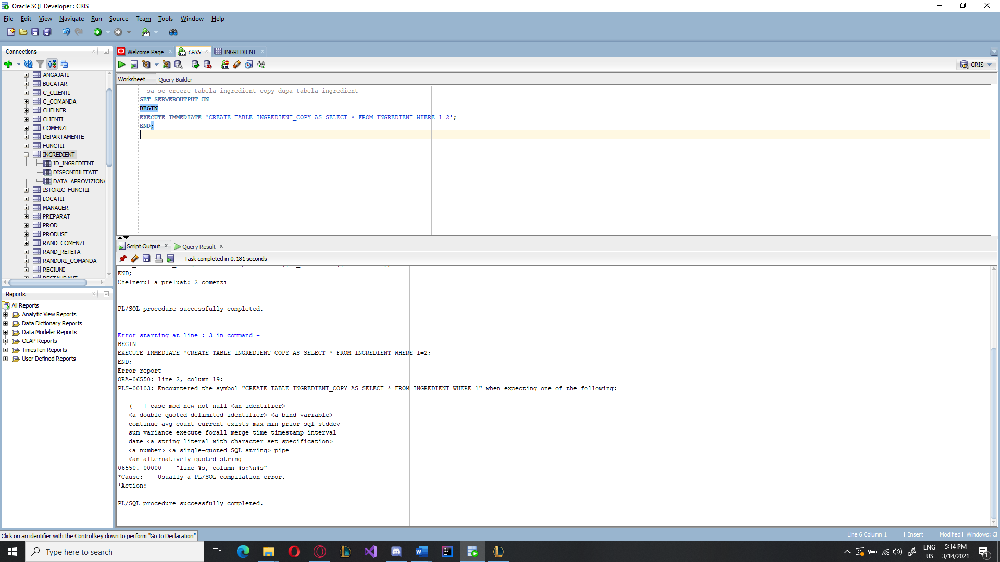 Oracle SQL Developer : CRIS
File Edit View Navigate Run Source Team Tools Window Help
Connections
ANGAJATI
BUCATAR
C_CLIENTI
C_COMANDA
CHELNER
CLIENTI
COMENZI
DEPARTAMENTE
FUNCTII
INGREDIENT
ID_INGREDIENT
DISPONIBILITATE
DATA_APROVIZIONA
ISTORIC_FUNCTII
LOCATII
MANAGER
PREPARAT
PROD
PRODUSE
RAND_COMENZI
RAND_RETETA
RANDURI_COMANDA
REGIUNI
RESTAURANT
Reports
All Reports
Analytic View Reports
Data Dictionary Reports
Data Modeler Reports
OLAP Reports
TimesTen Reports
User Defined Reports
Welcome Page CRIS INGREDIENT
CRIS
Worksheet Query Builder
--sa se creeze tabela ingredient_copy dupa tabela ingredient
SET SERVEROUTPUT ON
BEGIN
EXECUTE IMMEDIATE 'CREATE TABLE INGREDIENT_COPY AS SELECT * FROM INGREDIENT WHERE 1=2';
END;
Script Output Query Result
Task completed in 0.181 seconds
END;
Chelnerul a preluat: 2 comenzi
PL/SQL procedure successfully completed.
Error starting at line : 3 in command -
BEGIN
EXECUTE IMMEDIATE 'CREATE TABLE INGREDIENT_COPY AS SELECT * FROM INGREDIENT WHERE 1=2;
END;
Error report -
ORA-06550: line 2, column 19:
PLS-00103: Encountered the symbol "CREATE TABLE INGREDIENT_COPY AS SELECT * FROM INGREDIENT WHERE 1" when expecting one of the following:
( - + case mod new not null <an identifier>
<a double-quoted delimited-identifier> <a bind variable>
continue avg count current exists max min prior sql stddev
sum variance execute forall merge time timestamp interval
date <a string literal with character set specification>
<a number> <a single-quoted SQL string> pipe
<an alternatively-quoted string
06550. 00000 - "line %s, column %s:\n%s"
*Cause: Usually a PL/SQL compilation error.
*Action:
PL/SQL procedure successfully completed.
Click on an identifier with the Control key down to perform "Go to Declaration"
Line 6 Column 1 Insert Modified Windows: CF
Type here to search
ENG
US
5:14 PM
3/14/2021
1